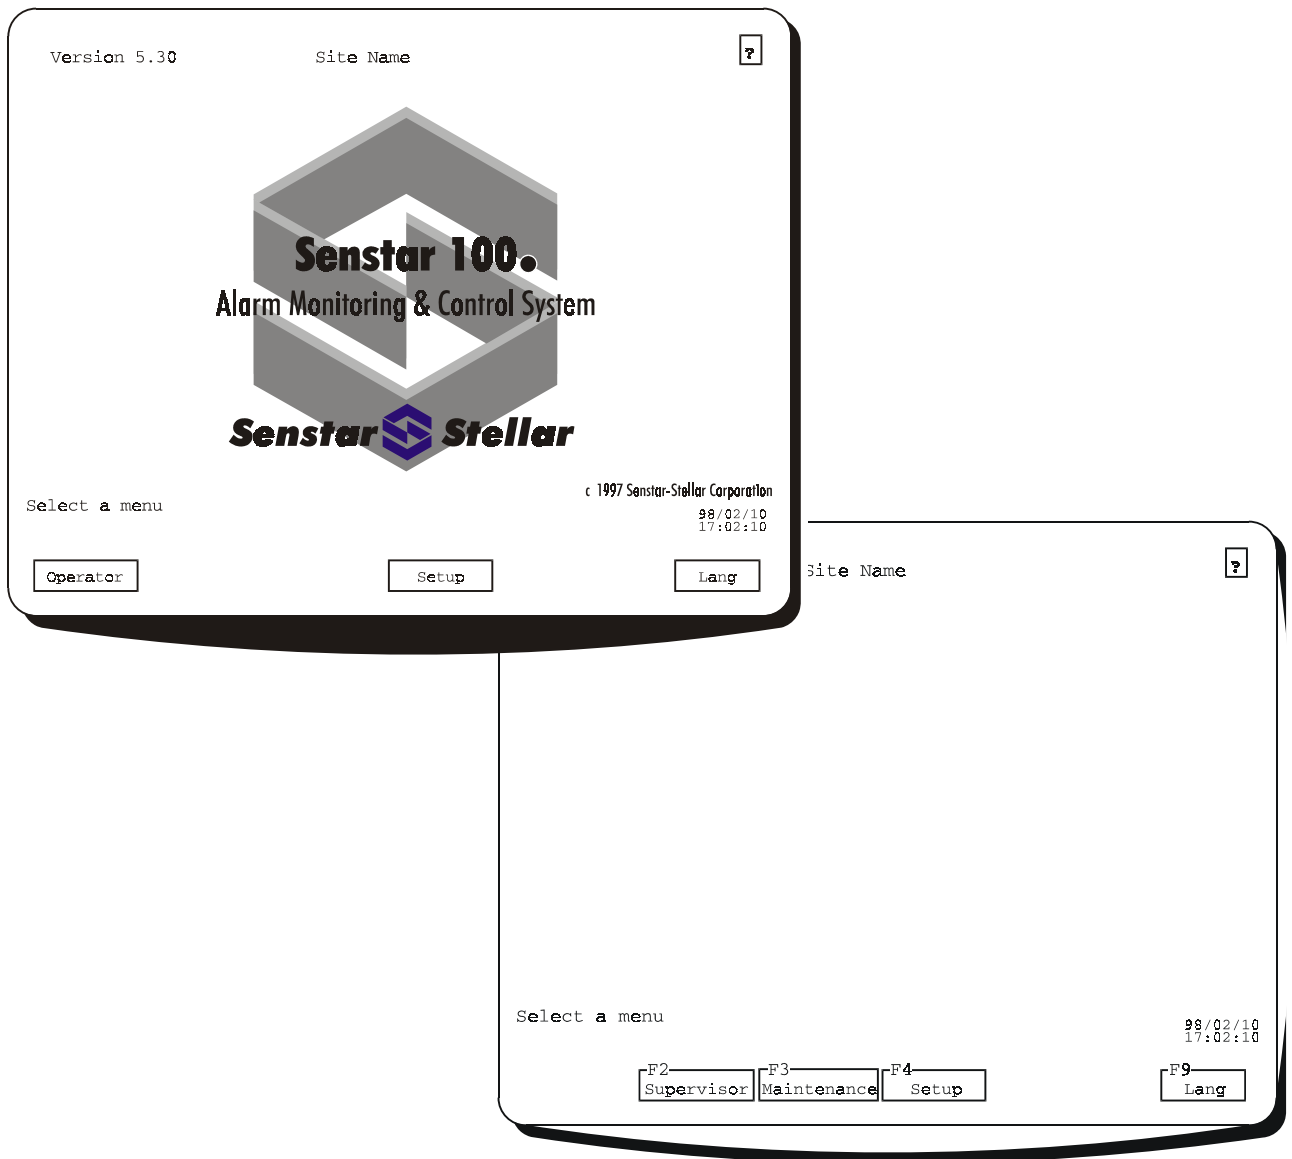 Version 5.30 Site Name ?
Senstar 100.
Alarm Monitoring & Control System
Senstar Stellar
c 1997 Senstar-Stellar Corporation
Select a menu
98/02/10
17:02:10
Operator Setup Lang
Site Name ?
Select a menu
98/02/10
17:02:10
F2 F3 F4 F9
Supervisor Maintenance Setup Lang